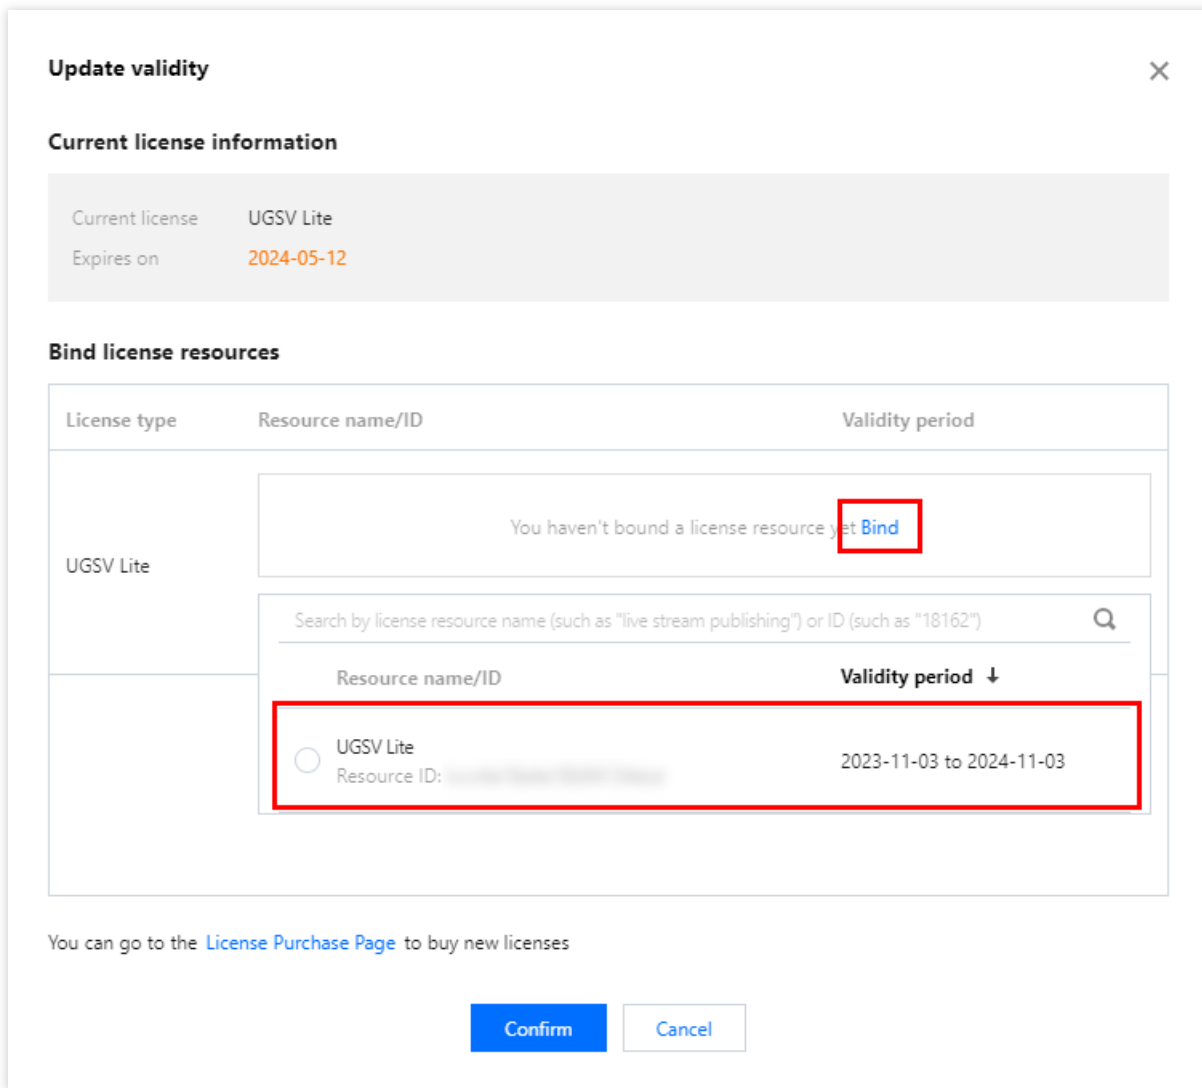 Update validity
Current license information
Current license UGSV Lite
Expires on 2024-05-12
Bind license resources
License type Resource name/ID Validity period
You haven't bound a license resource yet Bind
UGSV Lite
Search by license resource name (such as "live stream publishing") or ID (such as "18162")
Resource name/ID Validity period ↓
UGSV Lite
Resource ID:
2023-11-03 to 2024-11-03
You can go to the License Purchase Page to buy new licenses
Confirm Cancel